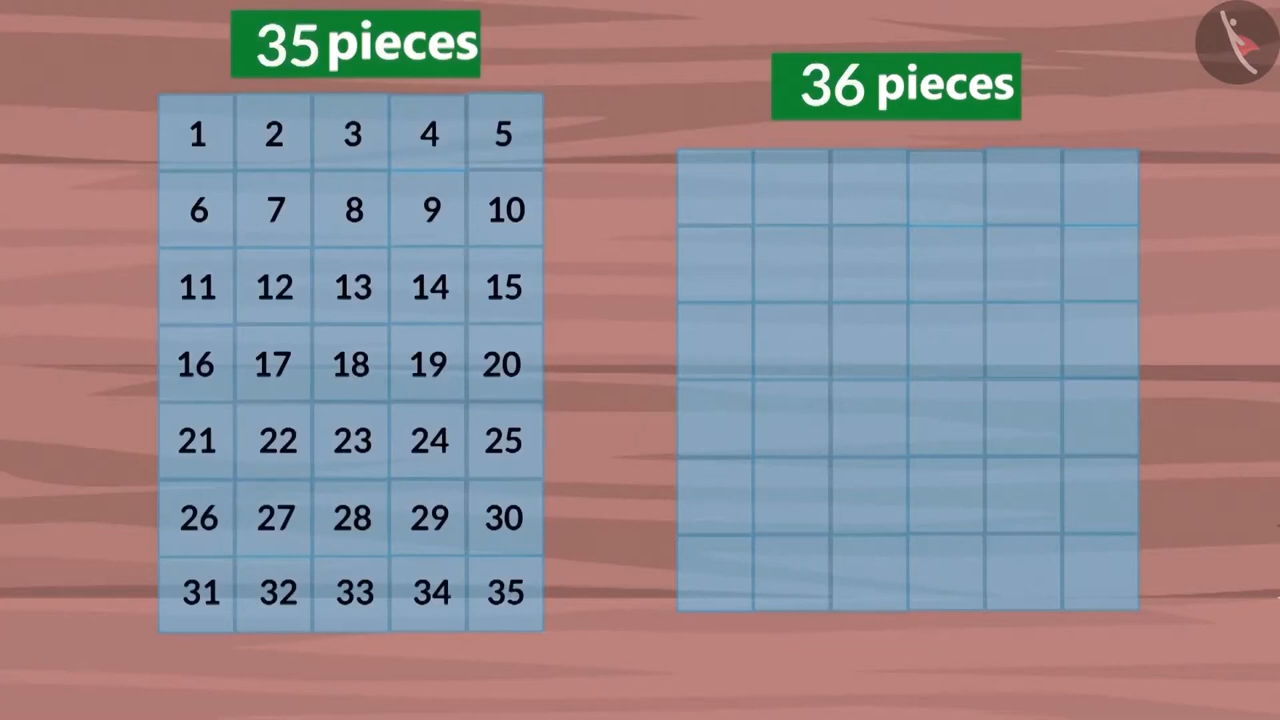 35 pieces
1 2 3 4 5
6 7 8 9 10
11 12 13 14 15
16 17 18 19 20
21 22 23 24 25
26 27 28 29 30
31 32 33 34 35
36 pieces